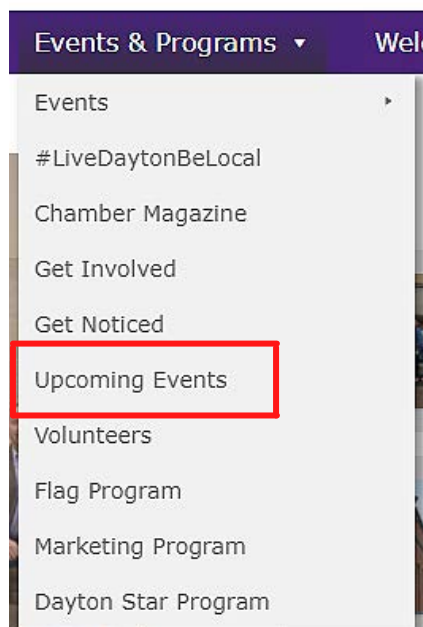 Events & Programs ▾ Wel
Events ▸
#LiveDaytonBeLocal
Chamber Magazine
Get Involved
Get Noticed
Upcoming Events
Volunteers
Flag Program
Marketing Program
Dayton Star Program